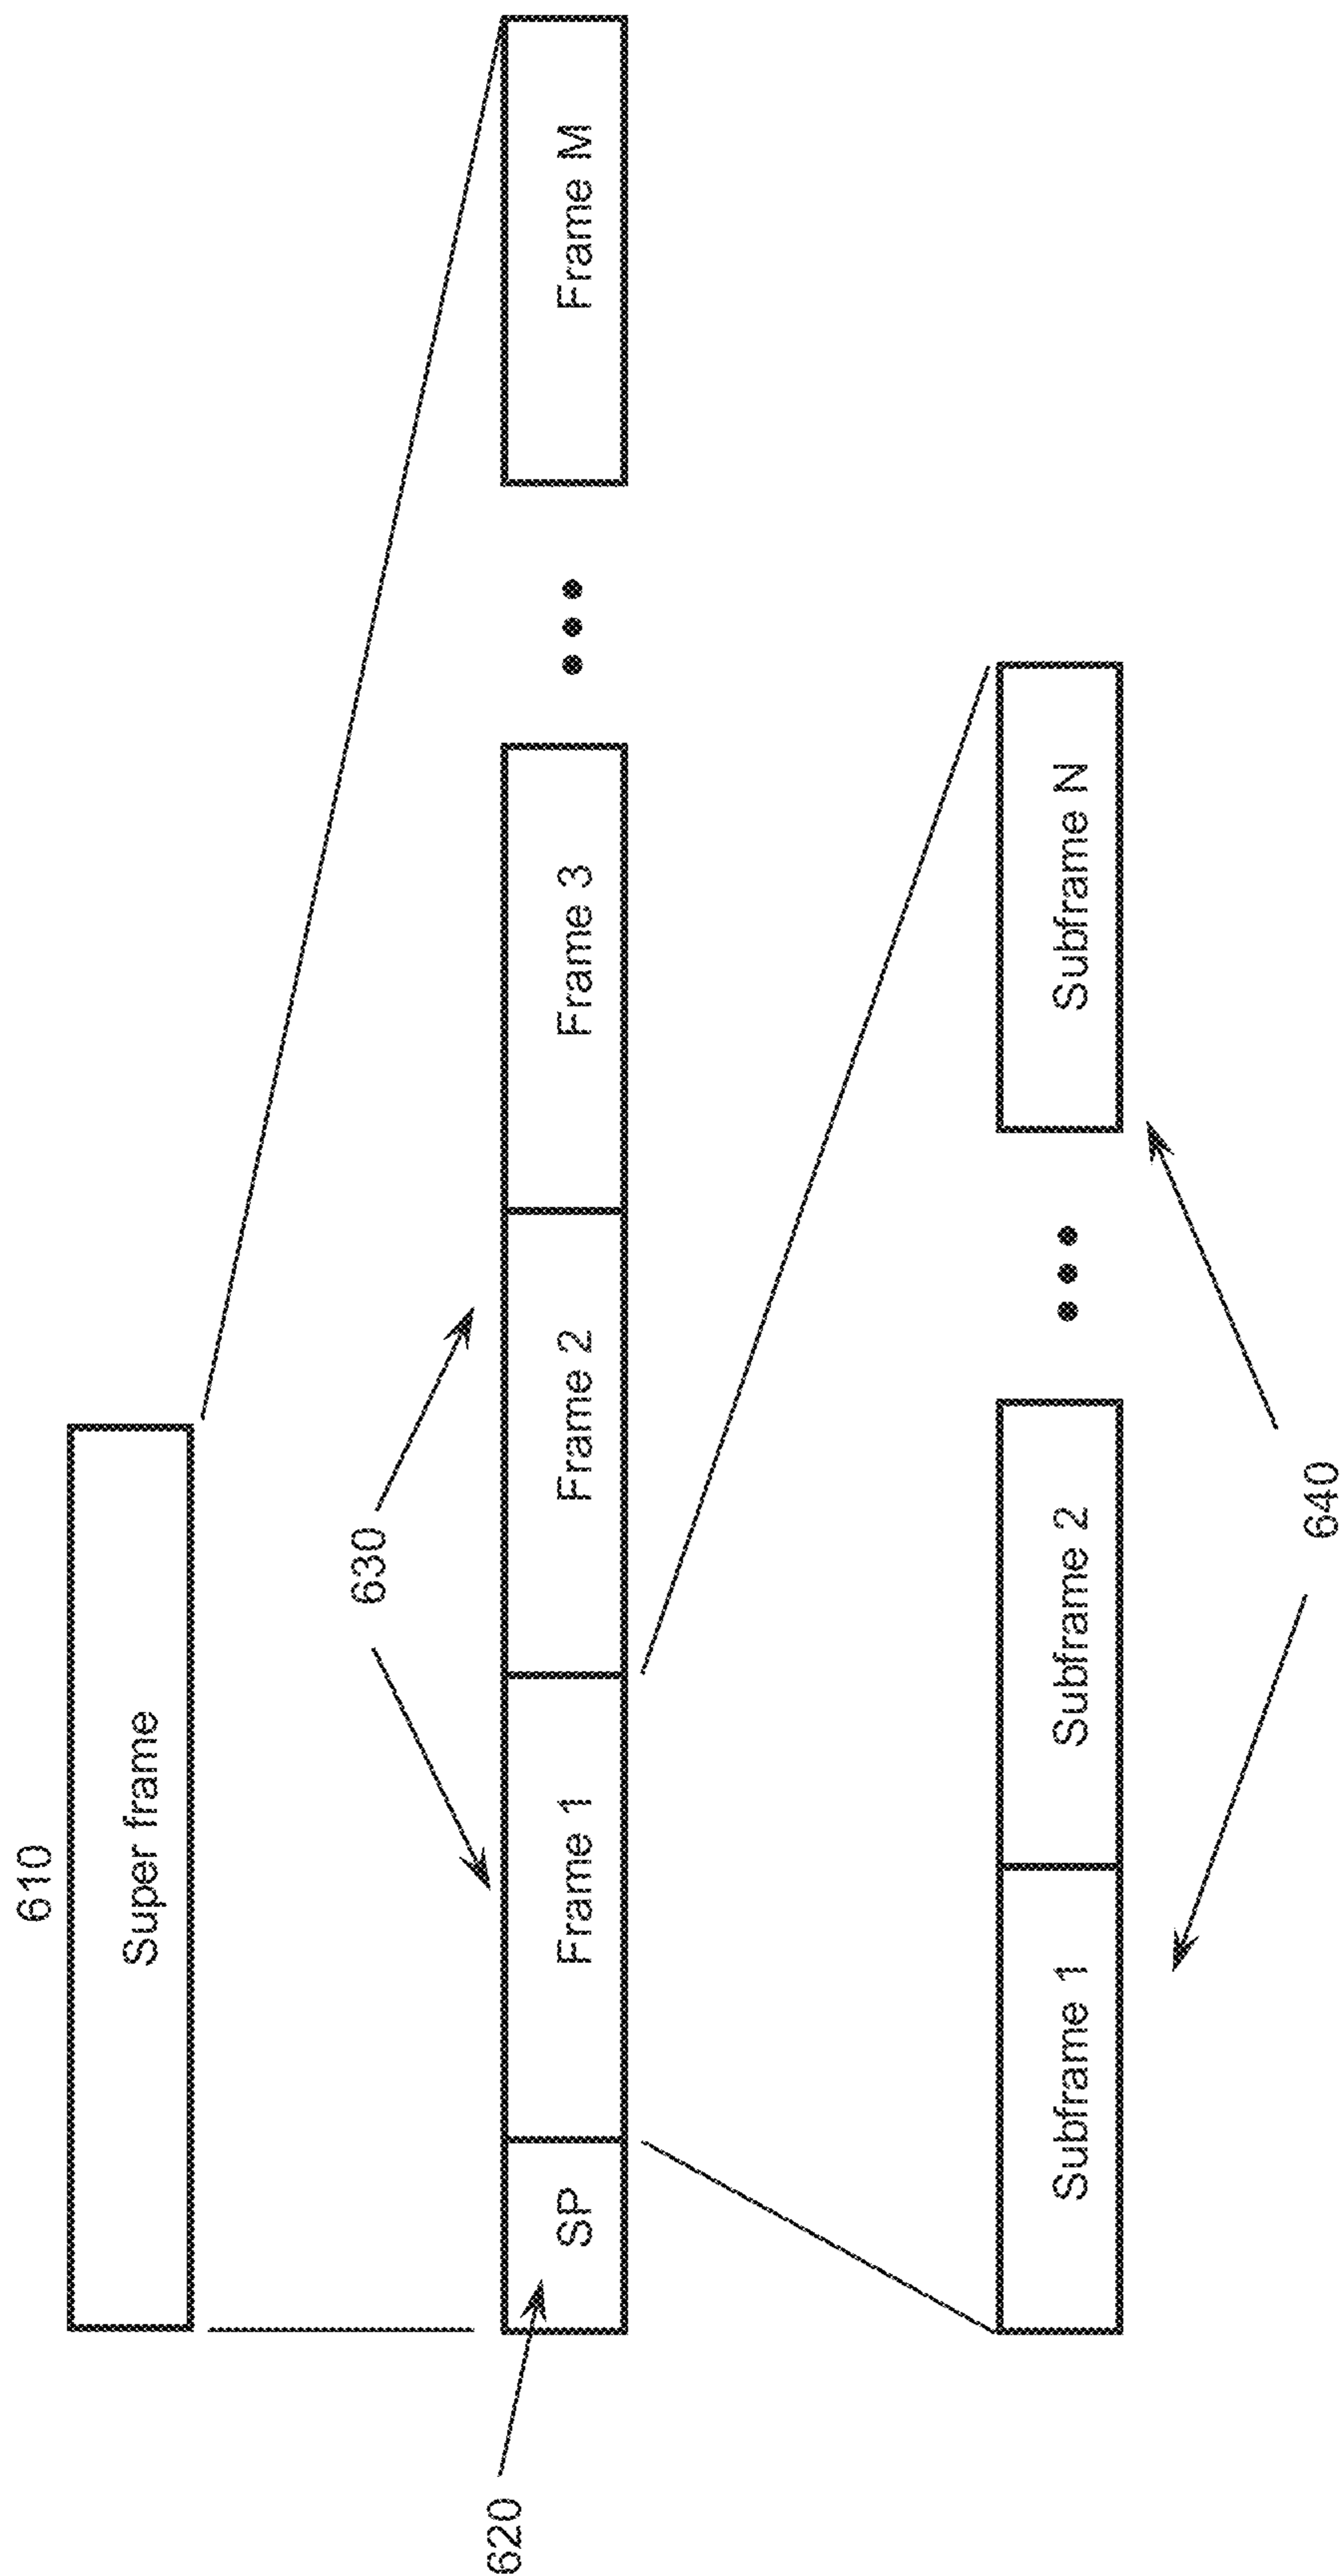 610
Super frame
630
620
SP
Frame 1
Frame 2
Frame 3
Frame M
Subframe 1
Subframe 2
Subframe N
640